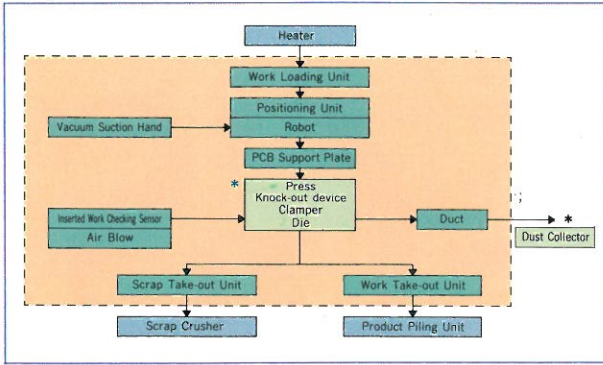 Heater
Work Loading Unit
Positioning Unit
Robot
Vacuum Suction Hand
PCB Support Plate
*
Press
Knock-out device
Clamper
Die
Inserted Work Checking Sensor
Air Blow
Duct
*
Dust Collector
Scrap Take-out Unit
Work Take-out Unit
Scrap Crusher
Product Piling Unit